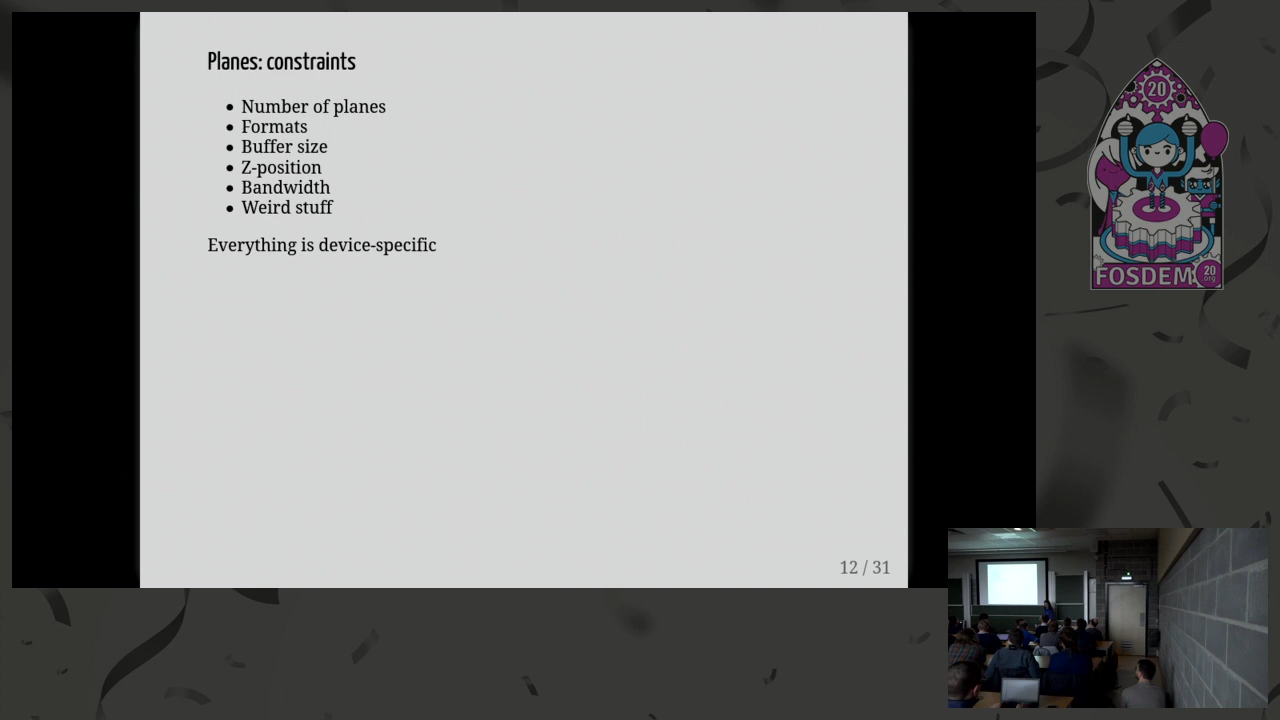 Planes: constraints
• Number of planes
• Formats
• Buffer size
• Z-position
• Bandwidth
• Weird stuff
Everything is device-specific
12 / 31
20
FOSDEM
20
org